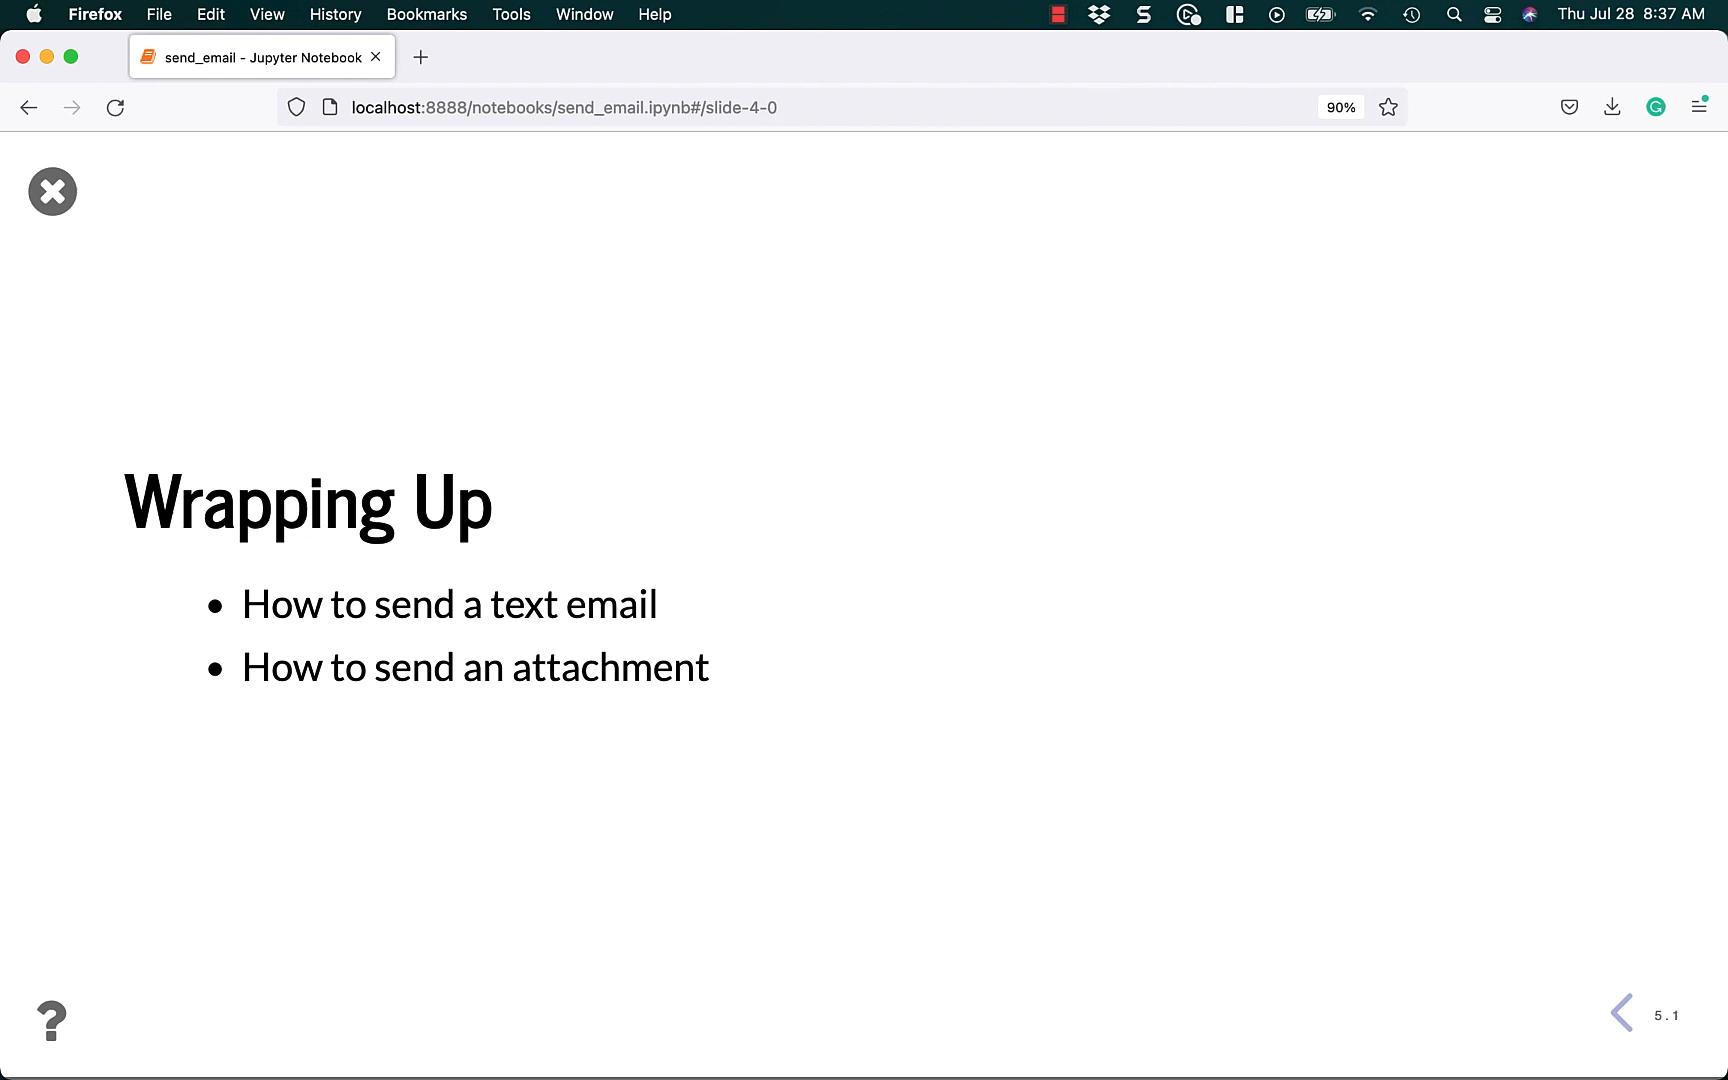 Firefox File Edit View History Bookmarks Tools Window Help Thu Jul 28 8:37 AM
send_email - Jupyter Notebook
localhost:8888/notebooks/send_email.ipynb#/slide-4-0 90%
Wrapping Up
• How to send a text email
• How to send an attachment
? 5.1